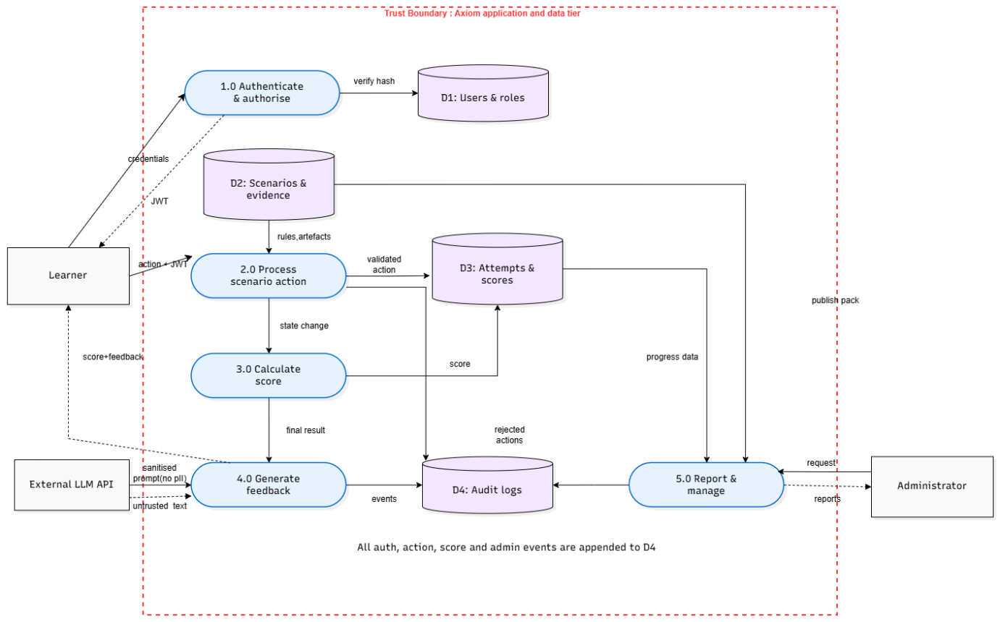 Trust Boundary : Axiom application and data tier
1.0 Authenticate
& authorise
verify hash
D1: Users & roles
credentials
JWT
D2: Scenarios &
evidence
rules,artefacts
Learner
action + JWT
2.0 Process
scenario action
validated
action
D3: Attempts &
scores
publish pack
state change
score+feedback
3.0 Calculate
score
score
progress data
final result
rejected
actions
External LLM API
sanitised
prompt(no pII)
untrusted  text
4.0 Generate
feedback
events
D4: Audit logs
5.0 Report &
manage
request
reports
Administrator
All auth, action, score and admin events are appended to D4